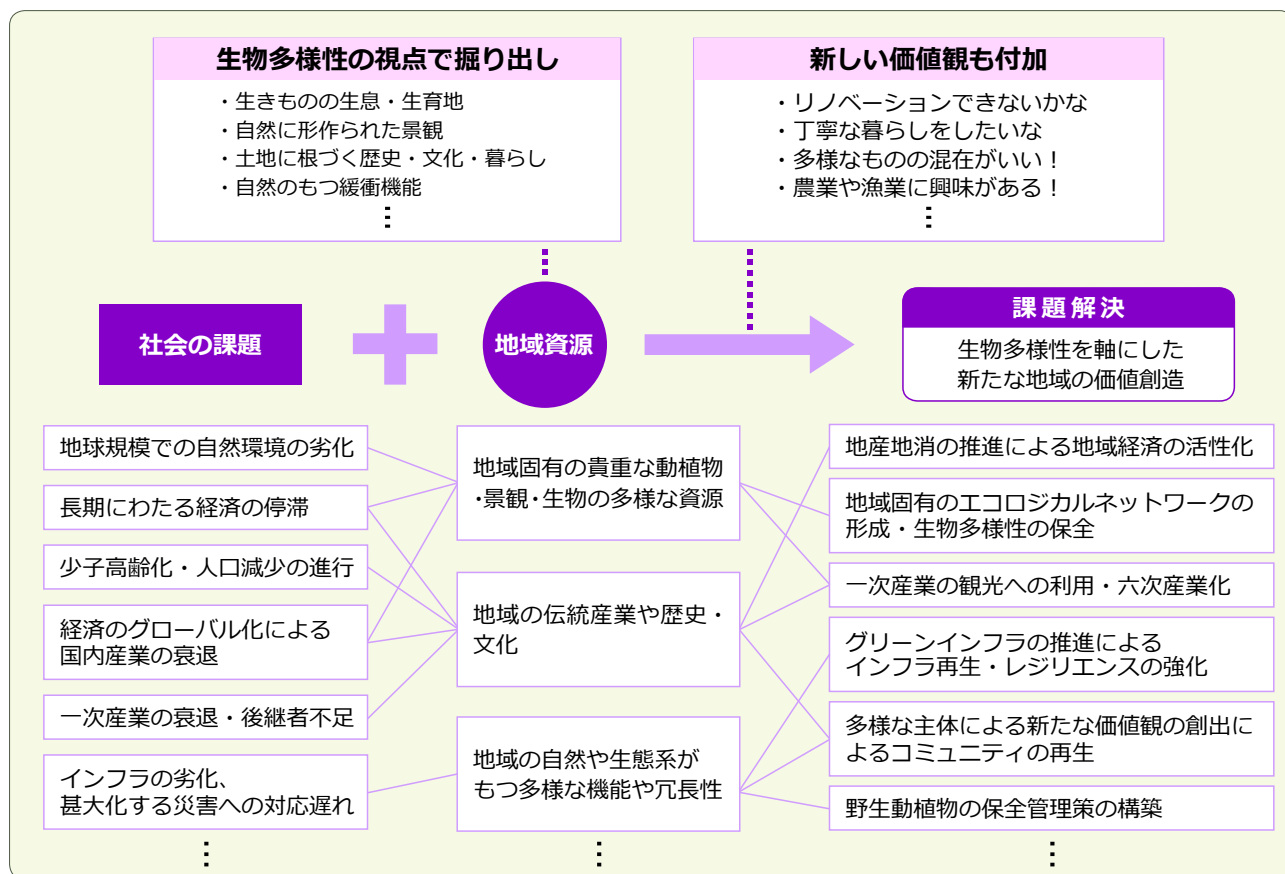 生物多様性の視点で掘り出し
・生きものの生息・生育地
・自然に形作られた景観
・土地に根づく歴史・文化・暮らし
・自然のもつ緩衝機能
⋮
新しい価値観も付加
・リノベーションできないかな
・丁寧な暮らしをしたいな
・多様なものの混在がいい！
・農業や漁業に興味がある！
⋮
社会の課題
地域資源
課題解決
生物多様性を軸にした
新たな地域の価値創造
地球規模での自然環境の劣化
長期にわたる経済の停滞
少子高齢化・人口減少の進行
経済のグローバル化による
国内産業の衰退
一次産業の衰退・後継者不足
インフラの劣化、
甚大化する災害への対応遅れ
⋮
地域固有の貴重な動植物
・景観・生物の多様な資源
地域の伝統産業や歴史・
文化
地域の自然や生態系が
もつ多様な機能や冗長性
⋮
地産地消の推進による地域経済の活性化
地域固有のエコロジカルネットワークの
形成・生物多様性の保全
一次産業の観光への利用・六次産業化
グリーンインフラの推進による
インフラ再生・レジリエンスの強化
多様な主体による新たな価値観の創出に
よるコミュニティの再生
野生動植物の保全管理策の構築
⋮